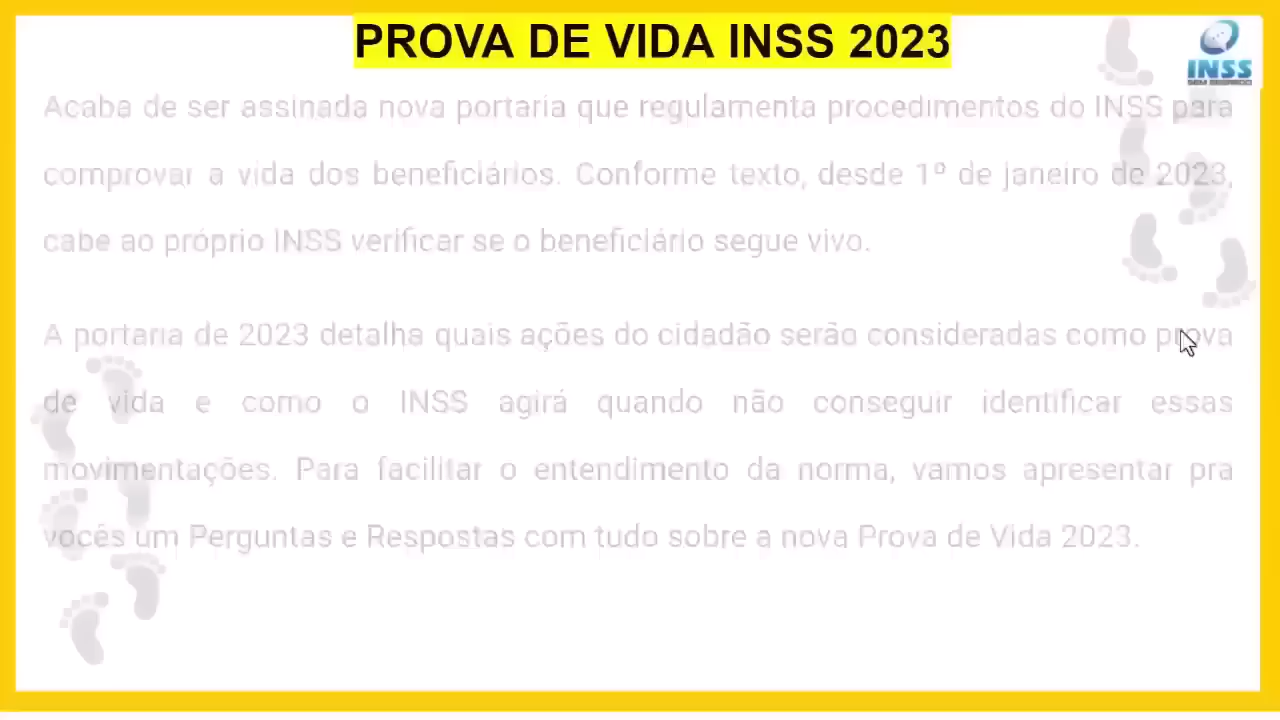 PROVA DE VIDA INSS 2023
INSS
SEM SEGREDO
Acaba de ser assinada nova portaria que regulamenta procedimentos do INSS para
comprovar a vida dos beneficiários. Conforme texto, desde 1º de janeiro de 2023,
cabe ao próprio INSS verificar se o beneficiário segue vivo.
A portaria de 2023 detalha quais ações do cidadão serão consideradas como prova
de vida e como o INSS agirá quando não conseguir identificar essas
movimentações. Para facilitar o entendimento da norma, vamos apresentar pra
vocês um Perguntas e Respostas com tudo sobre a nova Prova de Vida 2023.